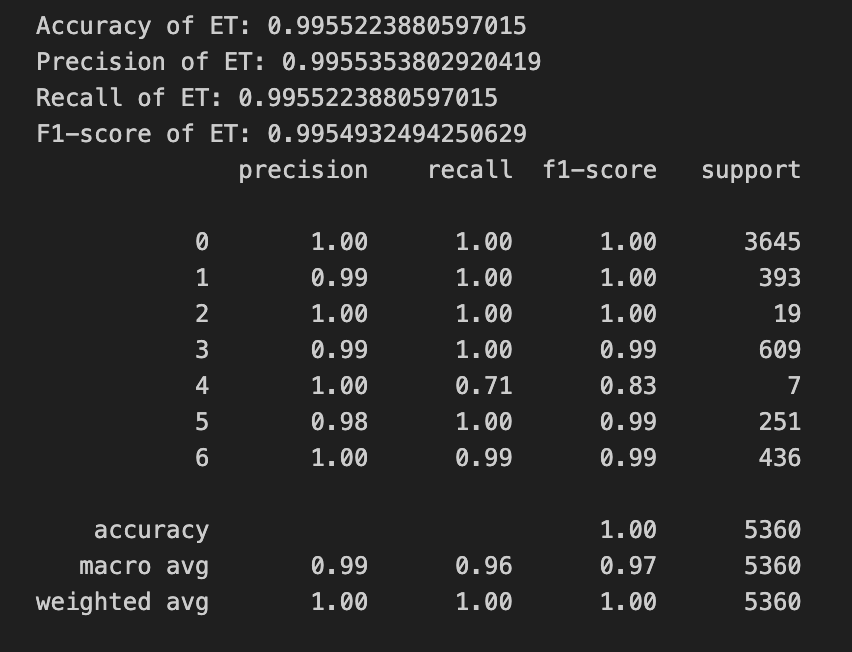 Accuracy of ET: 0.9955223880597015
Precision of ET: 0.9955353802920419
Recall of ET: 0.9955223880597015
F1-score of ET: 0.9954932494250629
precision recall f1-score support
0 1.00 1.00 1.00 3645
1 0.99 1.00 1.00 393
2 1.00 1.00 1.00 19
3 0.99 1.00 0.99 609
4 1.00 0.71 0.83 7
5 0.98 1.00 0.99 251
6 1.00 0.99 0.99 436
accuracy 1.00 5360
macro avg 0.99 0.96 0.97 5360
weighted avg 1.00 1.00 1.00 5360